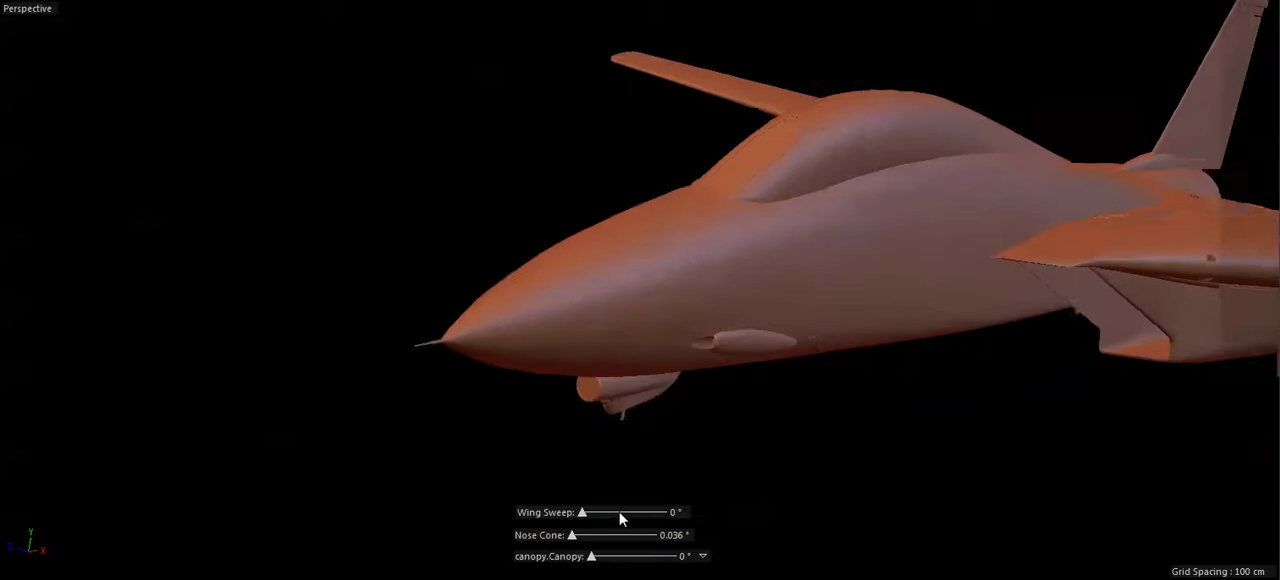 Perspective
Wing Sweep: 0 °
Nose Cone: 0.036 °
canopy.Canopy: 0 °
Y
X
Grid Spacing : 100 cm